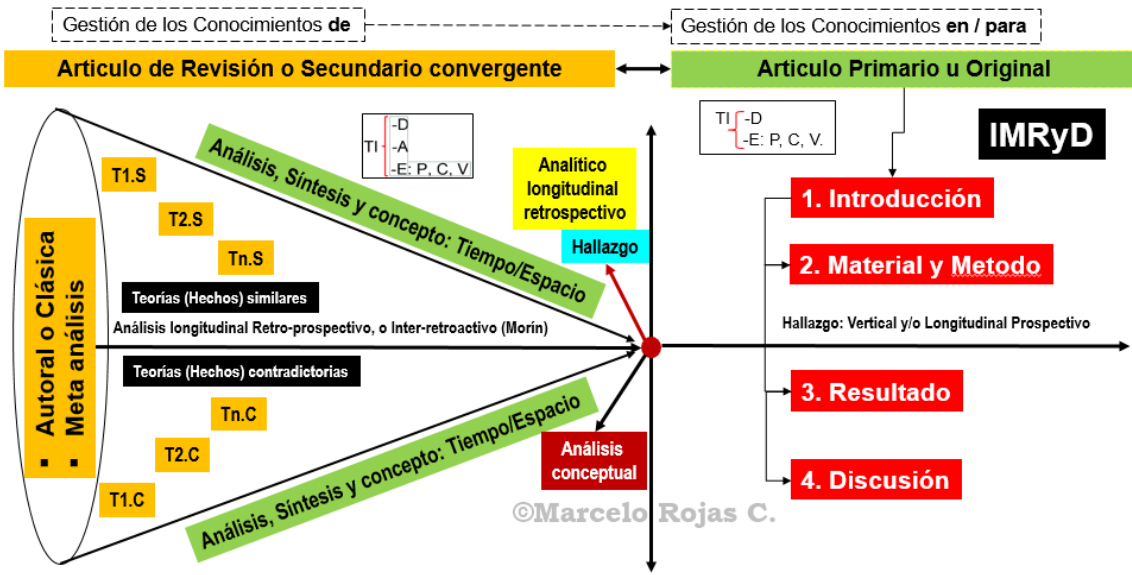 Gestión de los Conocimientos de
Gestión de los Conocimientos en / para
Articulo de Revisión o Secundario convergente
Articulo Primario u Original
TI
-D
-A
-E: P, C, V
TI
-D
-E: P, C, V.
IMRyD
Análisis, Síntesis y concepto: Tiempo/Espacio
Analítico
longitudinal
retrospectivo
Hallazgo
T1.S
T2.S
Tn.S
Teorías (Hechos) similares
Análisis longitudinal Retro-prospectivo, o Inter-retroactivo (Morín)
Teorías (Hechos) contradictorias
▪ Autoral o Clásica
▪ Meta análisis
Tn.C
T2.C
T1.C
Análisis, Síntesis y concepto: Tiempo/Espacio
Análisis
conceptual
1. Introducción
2. Material y Metodo
Hallazgo: Vertical y/o Longitudinal Prospectivo
3. Resultado
4. Discusión
©Marcelo Rojas C.